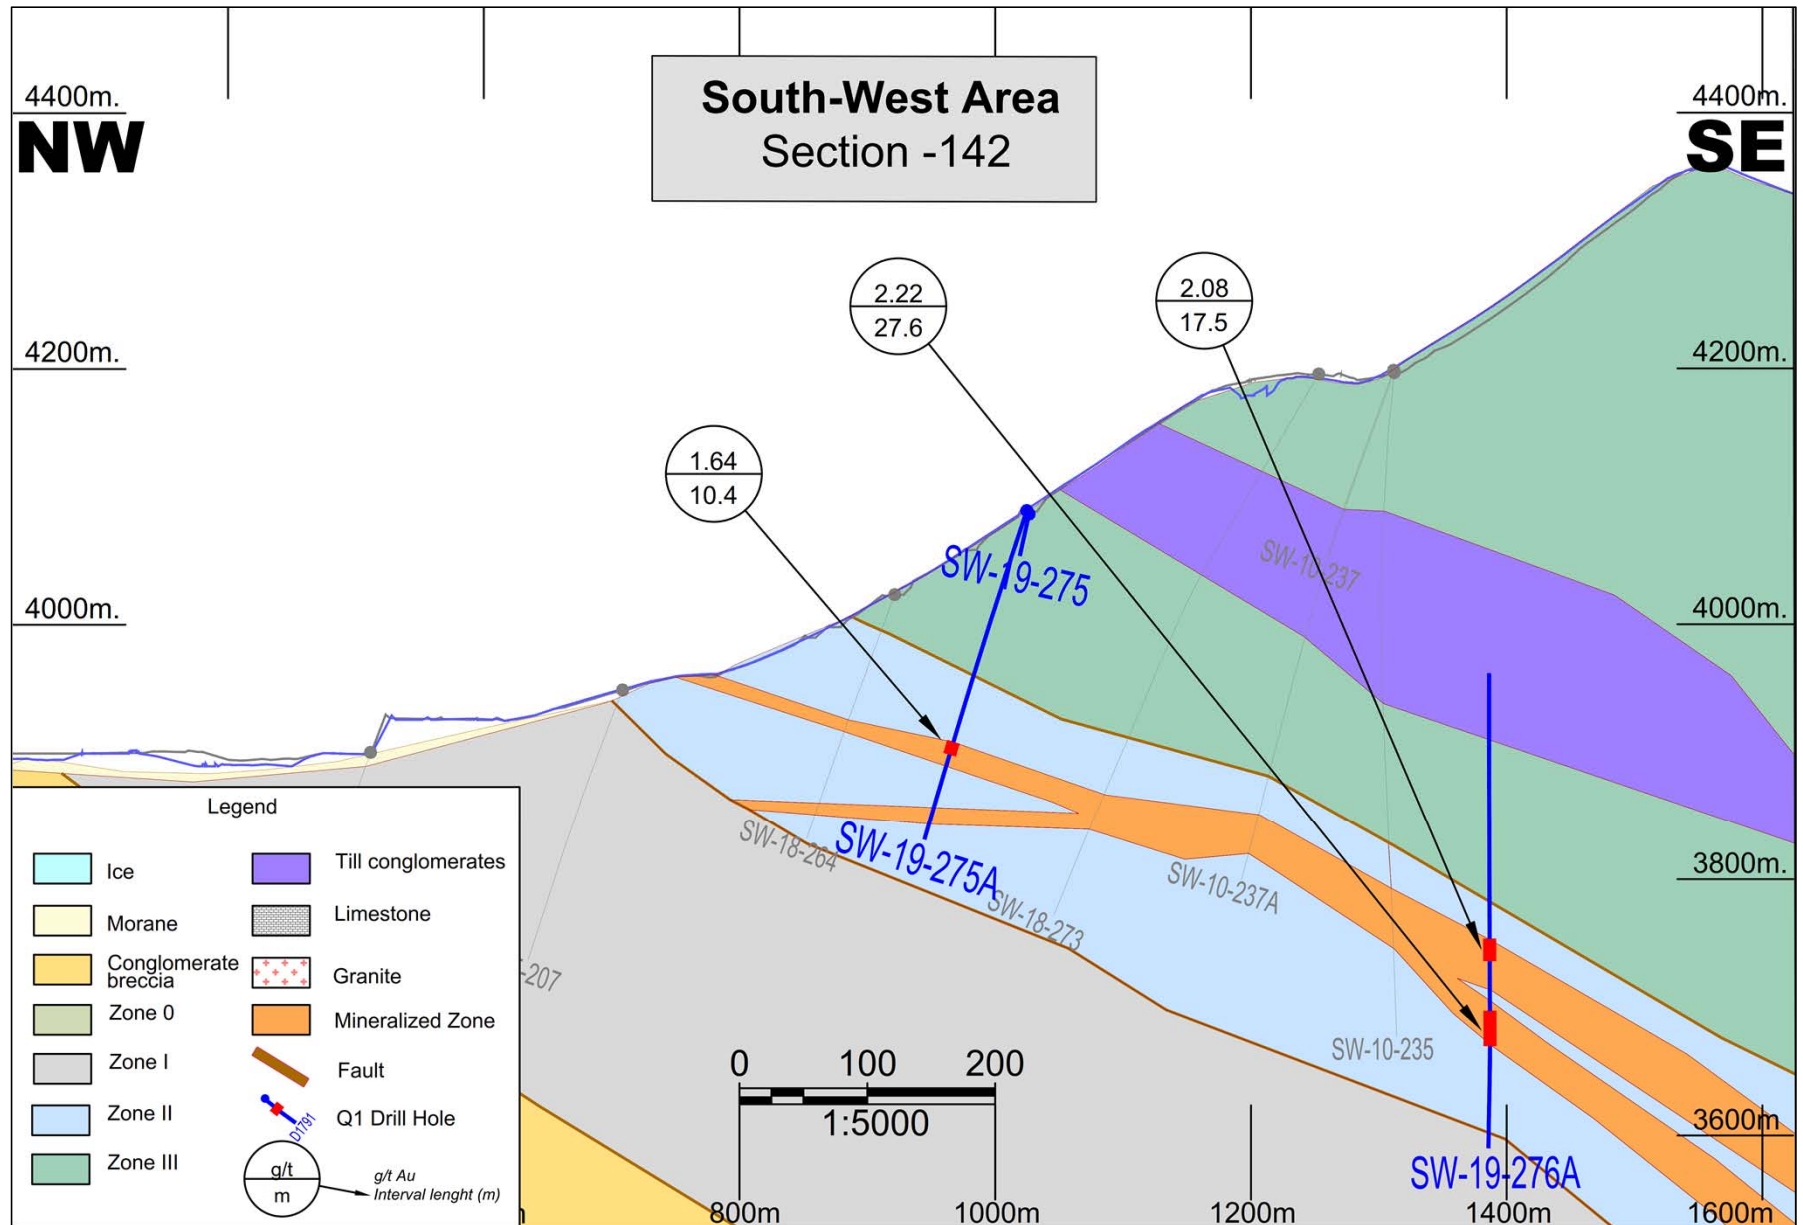 South-West Area
Section -142
4400m.
4400m.
NW
SE
2.22
27.6
2.08
17.5
4200m.
4200m.
1.64
10.4
SW-10-237
SW-19-275
4000m.
4000m.
SW-18-264
SW-19-275A
SW-10-237A
3800m.
SW-18-273
-207
SW-10-235
Legend
Ice
Morane
Conglomerate
breccia
Zone 0
Zone I
Zone II
Zone III
Till conglomerates
Limestone
Granite
Mineralized Zone
Fault
D1791
Q1 Drill Hole
g/t
m
g/t Au
Interval lenght (m)
0 100 200
1:5000
3600m
SW-19-276A
800m 1000m 1200m 1400m 1600m